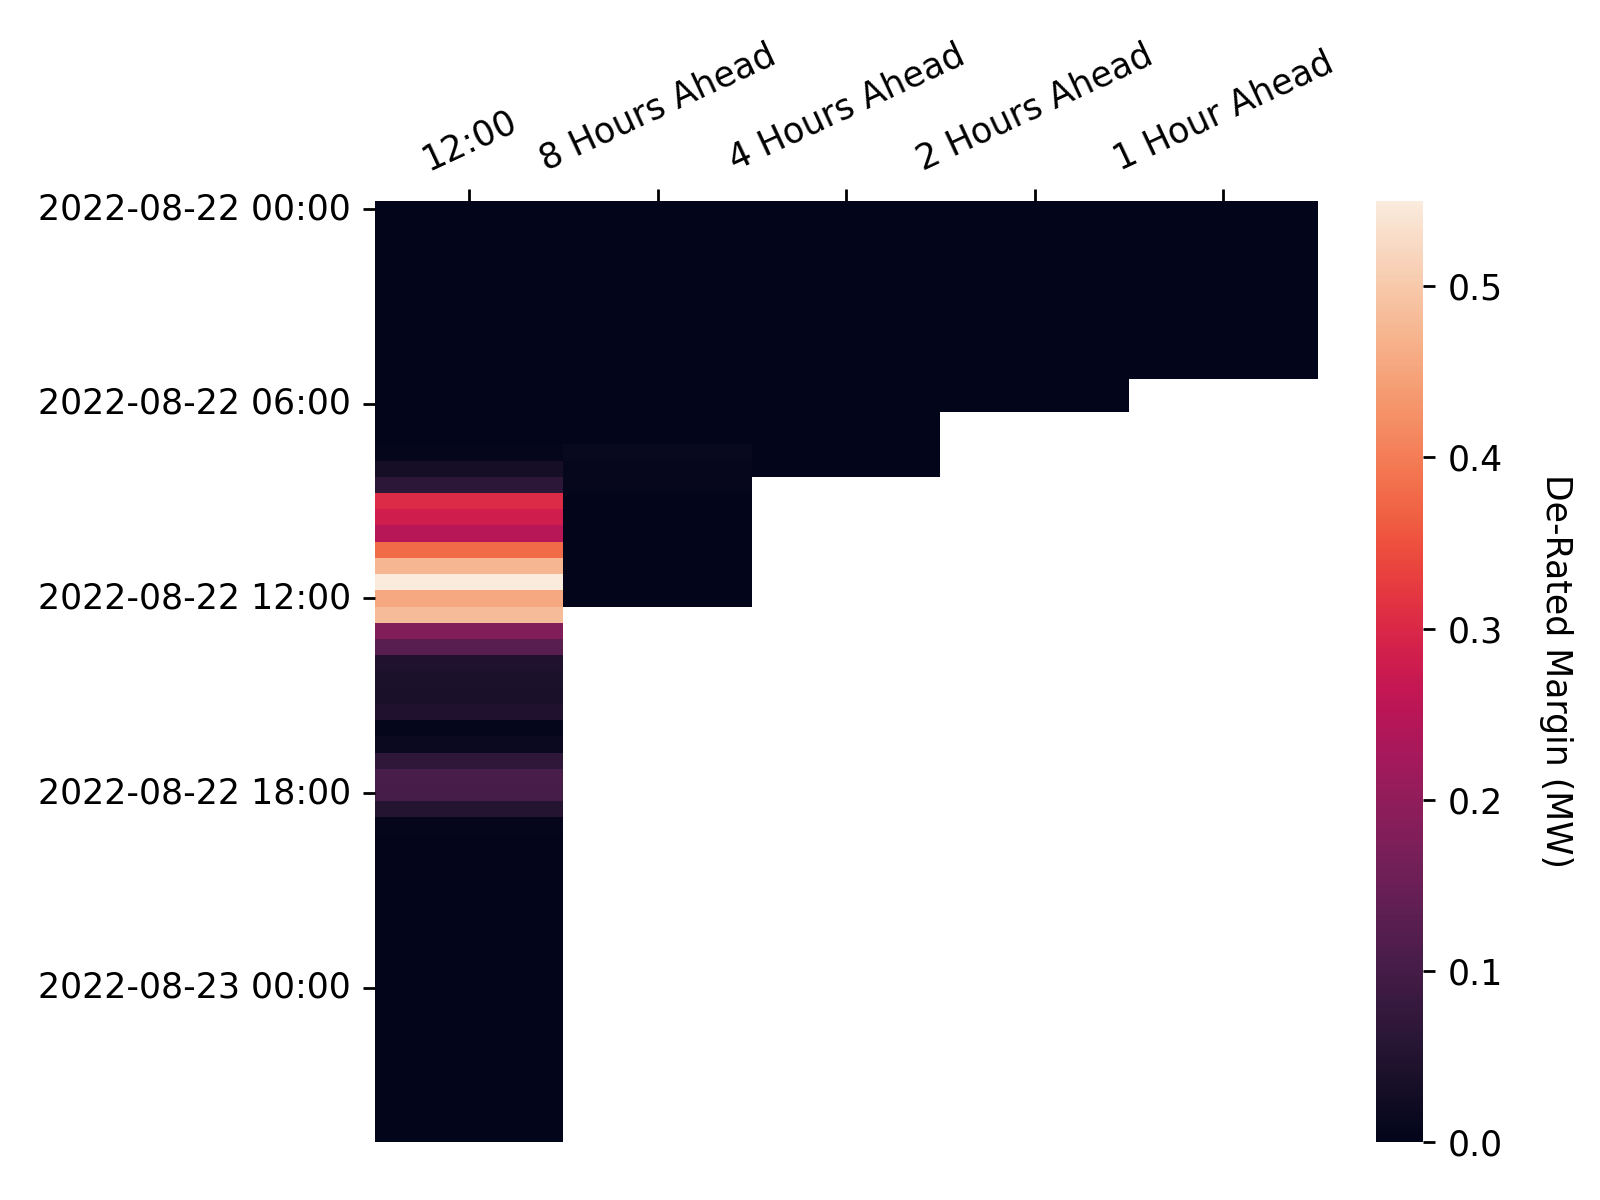 12:00
8 Hours Ahead
4 Hours Ahead
2 Hours Ahead
1 Hour Ahead
2022-08-22 00:00
2022-08-22 06:00
2022-08-22 12:00
2022-08-22 18:00
2022-08-23 00:00
0.5
0.4
0.3
0.2
0.1
0.0
De-Rated Margin (MW)